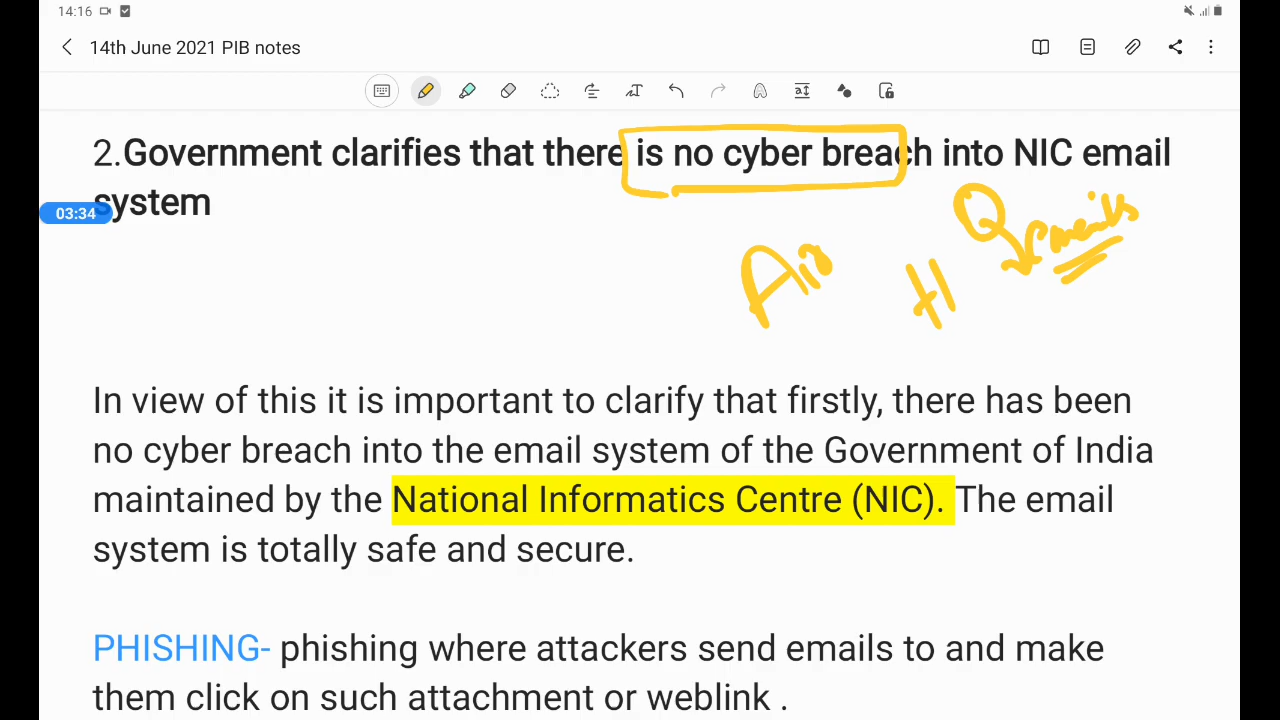 14:16
14th June 2021 PIB notes
2.Government clarifies that there is no cyber breach into NIC email
system
03:34
Air
H
Q
emails
In view of this it is important to clarify that firstly, there has been
no cyber breach into the email system of the Government of India
maintained by the National Informatics Centre (NIC). The email
system is totally safe and secure.
PHISHING- phishing where attackers send emails to and make
them click on such attachment or weblink .